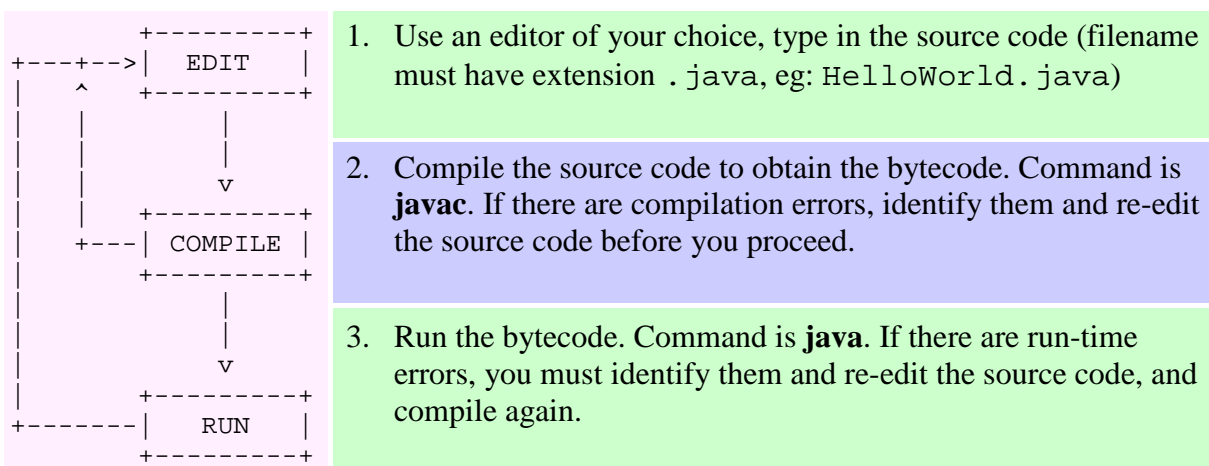 +---------+
+---+-->|  EDIT   |
|   ^    +---------+
|   |         |
|   |         |
|   |         v
|   |    +---------+
|   +---| COMPILE |
|        +---------+
|             |
|             |
|             v
|        +---------+
+-------|   RUN   |
         +---------+
1. Use an editor of your choice, type in the source code (filename
must have extension .java, eg: HelloWorld.java)
2. Compile the source code to obtain the bytecode. Command is
javac. If there are compilation errors, identify them and re-edit
the source code before you proceed.
3. Run the bytecode. Command is java. If there are run-time
errors, you must identify them and re-edit the source code, and
compile again.